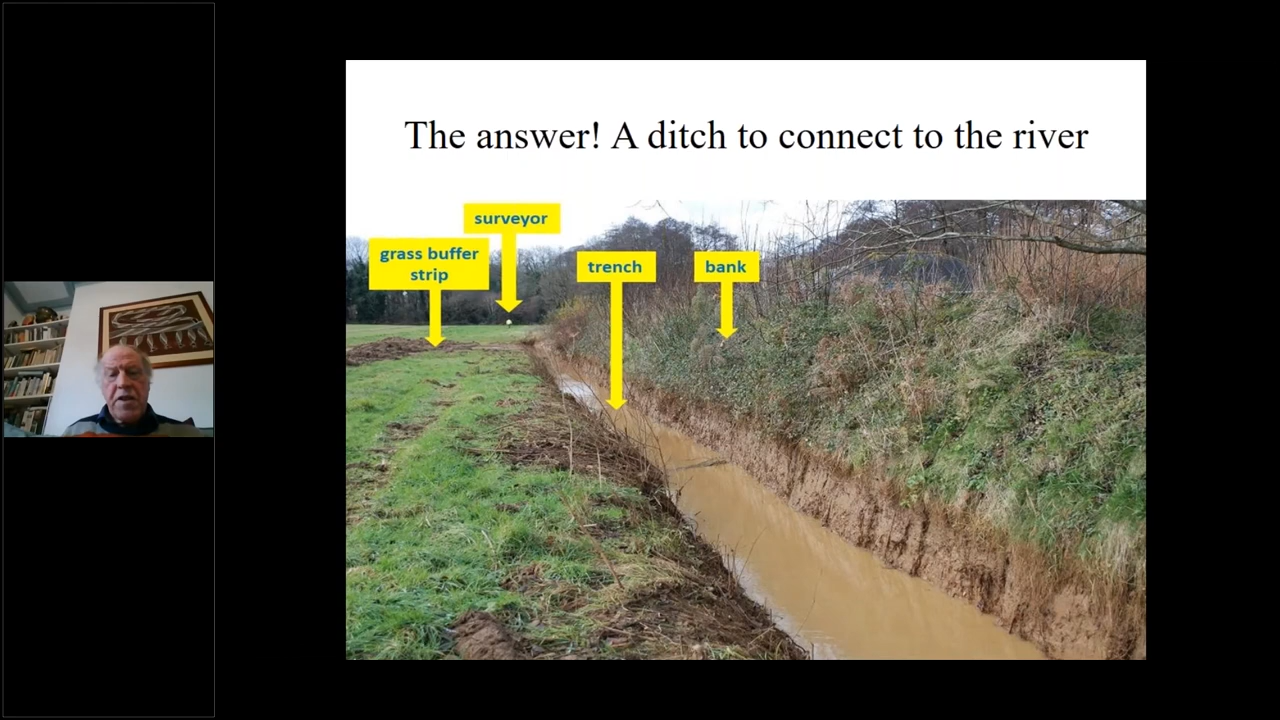 The answer! A ditch to connect to the river
surveyor
grass buffer
strip
trench
bank